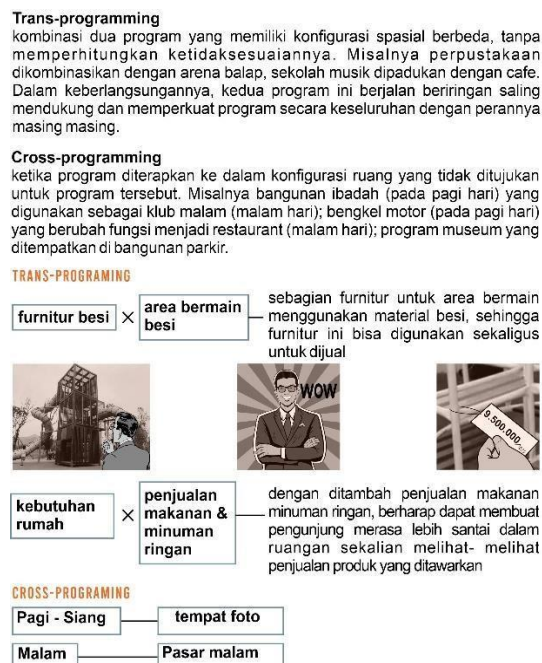 Trans-programming
kombinasi dua program yang memiliki konfigurasi spasial berbeda, tanpa
memperhitungkan ketidaksesuaiannya. Misalnya perpustakaan
dikombinasikan dengan arena balap, sekolah musik dipadukan dengan cafe.
Dalam keberlangsungannya, kedua program ini berjalan beriringan saling
mendukung dan memperkuat program secara keseluruhan dengan perannya
masing masing.
Cross-programming
ketika program diterapkan ke dalam konfigurasi ruang yang tidak ditujukan
untuk program tersebut. Misalnya bangunan ibadah (pada pagi hari) yang
digunakan sebagai klub malam (malam hari); bengkel motor (pada pagi hari)
yang berubah fungsi menjadi restaurant (malam hari); program museum yang
ditempatkan di bangunan parkir.
TRANS-PROGRAMING
furnitur besi
X
area bermain
besi
sebagian furnitur untuk area bermain
menggunakan material besi, sehingga
furnitur ini bisa digunakan sekaligus
untuk dijual
WOW
9.500.000
kebutuhan
rumah
X
penjualan
makanan &
minuman
ringan
dengan ditambah penjualan makanan
minuman ringan, berharap dapat membuat
pengunjung merasa lebih santai dalam
ruangan sekalian melihat- melihat
penjualan produk yang ditawarkan
CROSS-PROGRAMING
Pagi - Siang
tempat foto
Malam
Pasar malam